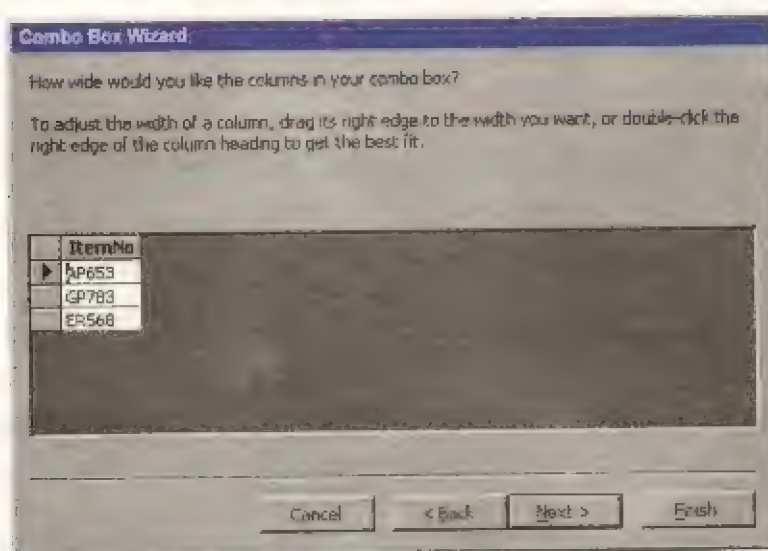 Combo Box Wizard
How wide would you like the columns in your combo box?
To adjust the width of a column, drag its right edge to the width you want, or double-click the
right edge of the column heading to get the best fit.
ItemNo
AP653
GP783
ER568
Cancel
< Back
Next >
Finish